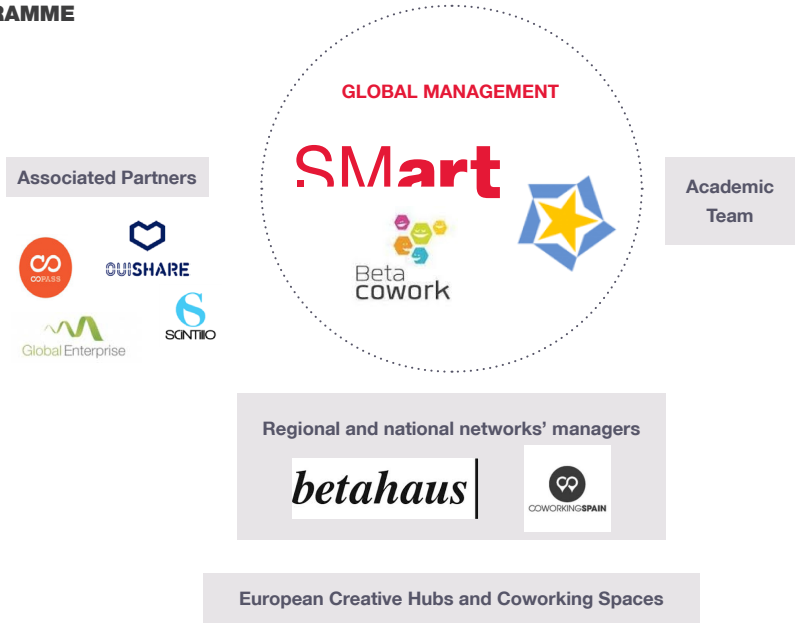 RAMME
GLOBAL MANAGEMENT
SMart
Beta
cowork
Associated Partners
COPASS
OUISHARE
Global Enterprise
SCINTIIIO
Academic
Team
Regional and national networks' managers
betahaus
COWORKINGSPAIN
European Creative Hubs and Coworking Spaces